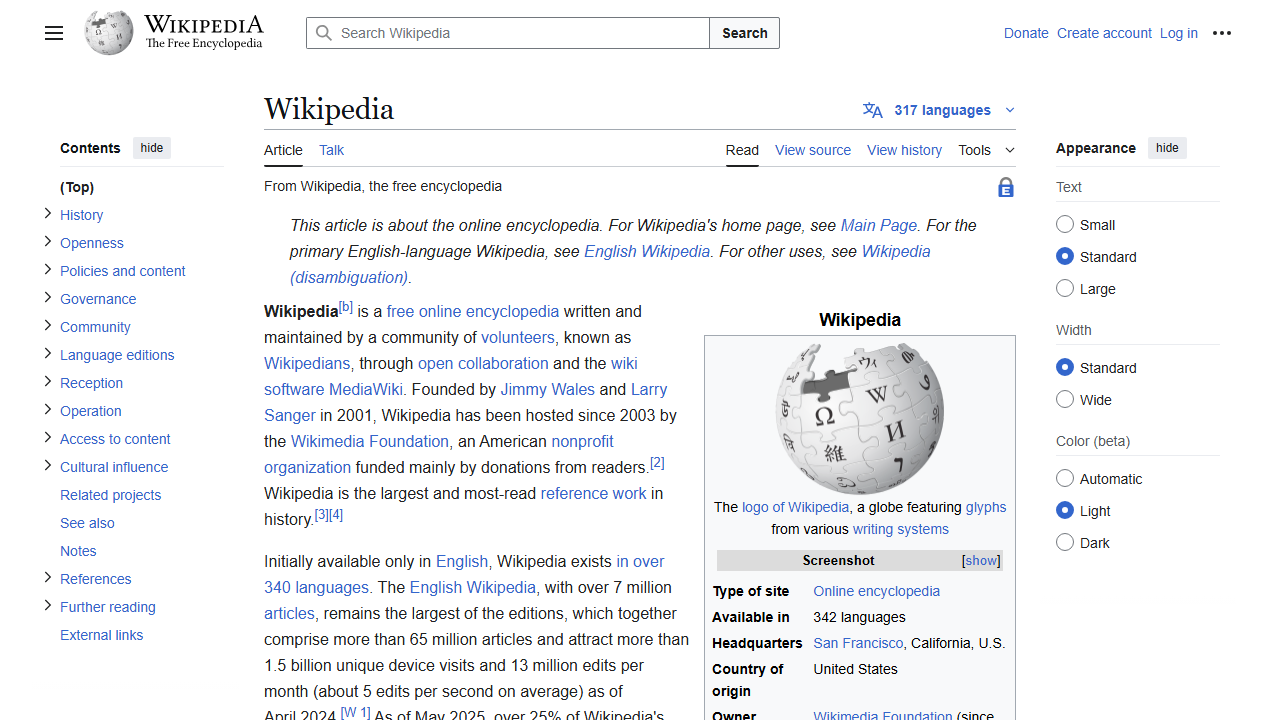 WIKIPEDIA
The Free Encyclopedia
Search Wikipedia
Search
Donate Create account Log in
Wikipedia
317 languages
Contents hide
(Top)
History
Openness
Policies and content
Governance
Community
Language editions
Reception
Operation
Access to content
Cultural influence
Related projects
See also
Notes
References
Further reading
External links
Article Talk Read View source View history Tools
From Wikipedia, the free encyclopedia
This article is about the online encyclopedia. For Wikipedia's home page, see Main Page. For the
primary English-language Wikipedia, see English Wikipedia. For other uses, see Wikipedia
(disambiguation).
Wikipedia[b] is a free online encyclopedia written and
maintained by a community of volunteers, known as
Wikipedians, through open collaboration and the wiki
software MediaWiki. Founded by Jimmy Wales and Larry
Sanger in 2001, Wikipedia has been hosted since 2003 by
the Wikimedia Foundation, an American nonprofit
organization funded mainly by donations from readers.[2]
Wikipedia is the largest and most-read reference work in
history.[3][4]
Initially available only in English, Wikipedia exists in over
340 languages. The English Wikipedia, with over 7 million
articles, remains the largest of the editions, which together
comprise more than 65 million articles and attract more than
1.5 billion unique device visits and 13 million edits per
month (about 5 edits per second on average) as of
April 2024.[W 1] As of May 2025, over 25% of Wikipedia's
Wikipedia
Ω
W
И
維
The logo of Wikipedia, a globe featuring glyphs
from various writing systems
Screenshot [show]
Type of site Online encyclopedia
Available in 342 languages
Headquarters San Francisco, California, U.S.
Country of United States
origin
Owner Wikimedia Foundation (since
Appearance hide
Text
Small
Standard
Large
Width
Standard
Wide
Color (beta)
Automatic
Light
Dark